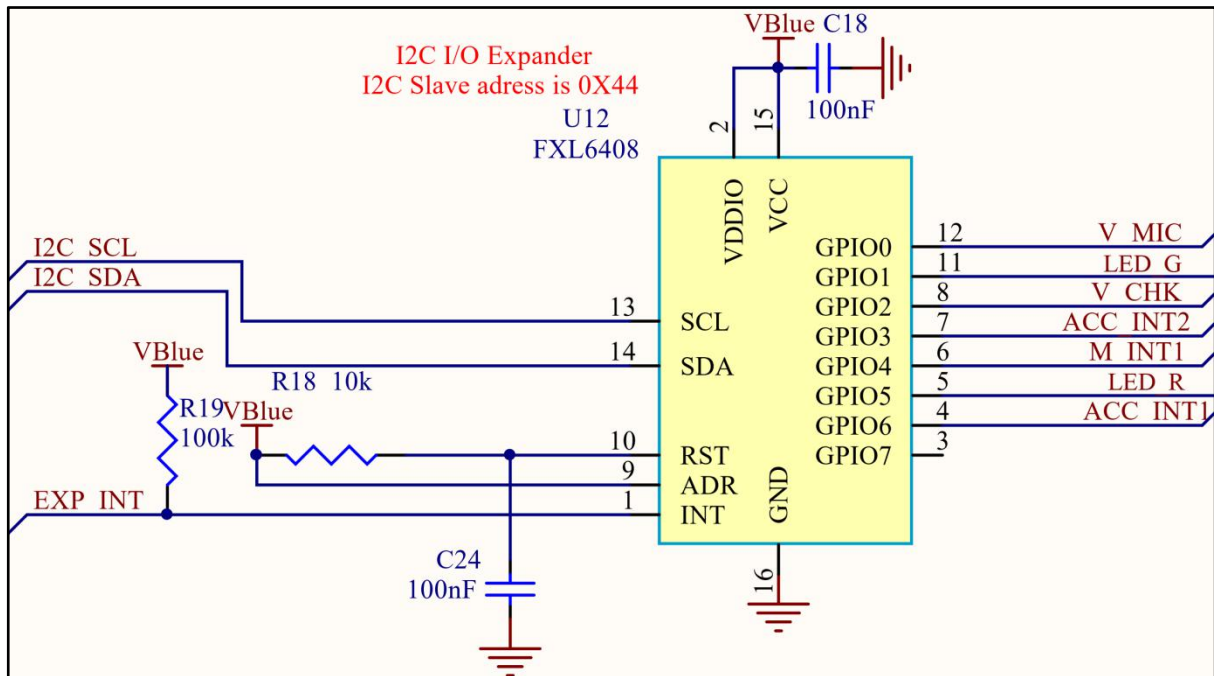 VBlue C18
I2C I/O Expander
I2C Slave adress is 0X44
100nF
U12
FXL6408
2
15
VDDIO
VCC
I2C SCL
I2C SDA
GPIO0 12 V MIC
GPIO1 11 LED G
GPIO2 8 V CHK
13 SCL
GPIO3 7 ACC INT2
14 SDA
GPIO4 6 M INT1
VBlue
R18 10k
GPIO5 5 LED R
R19
100k
VBlue
GPIO6 4 ACC INT1
10 RST
GPIO7 3
9 ADR
EXP INT
1 INT
GND
16
C24
100nF